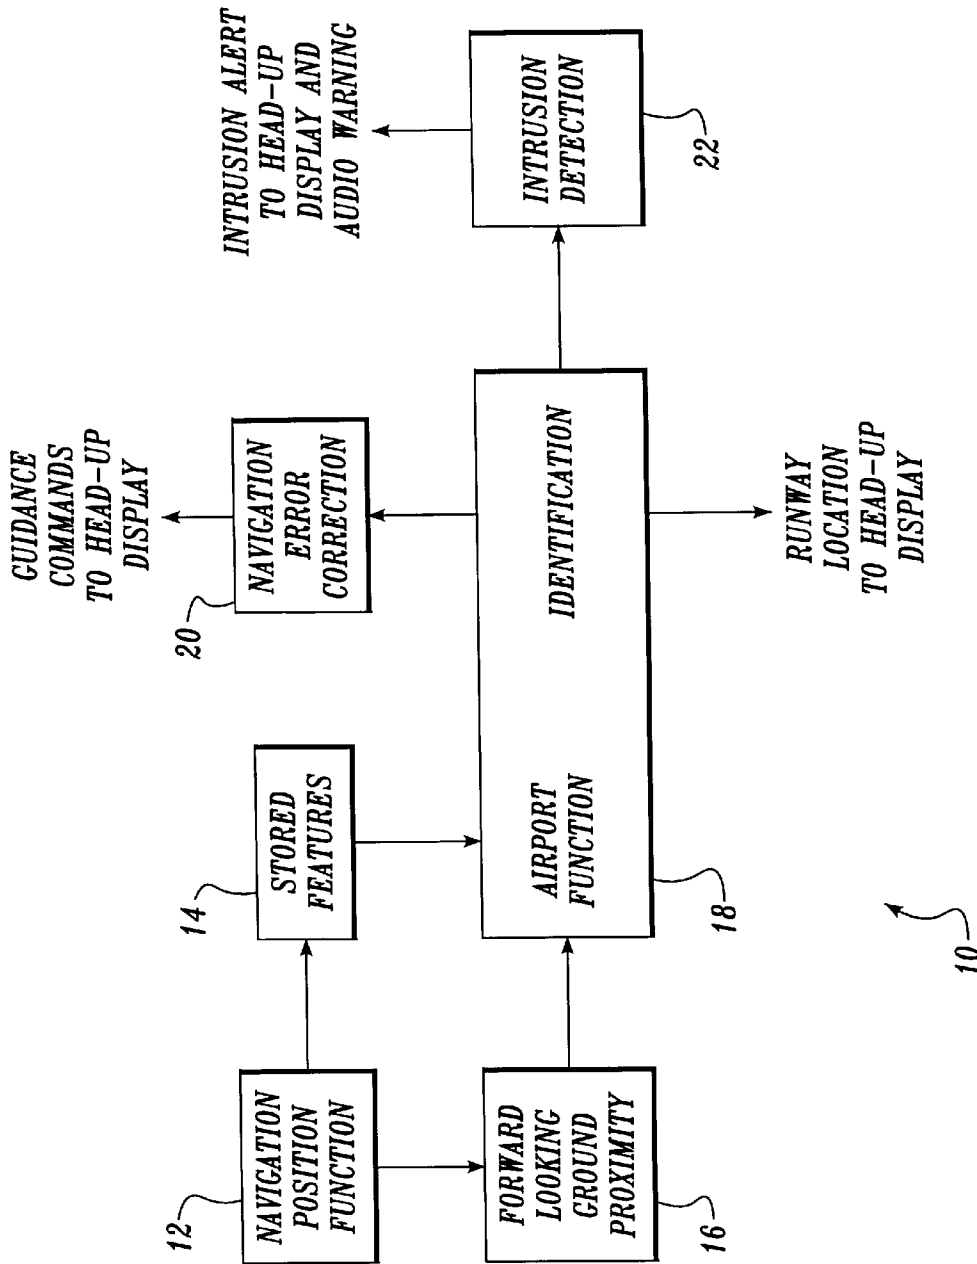 GUIDANCE
COMMANDS
TO HEAD-UP
DISPLAY
INTRUSION ALERT
TO HEAD-UP
DISPLAY AND
AUDIO WARNING
12
NAVIGATION
POSITION
FUNCTION
14
STORED
FEATURES
20
NAVIGATION
ERROR
CORRECTION
FORWARD
LOOKING
GROUND
PROXIMITY
16
AIRPORT
FUNCTION
IDENTIFICATION
18
INTRUSION
DETECTION
22
RUNWAY
LOCATION
TO HEAD-UP
DISPLAY
10